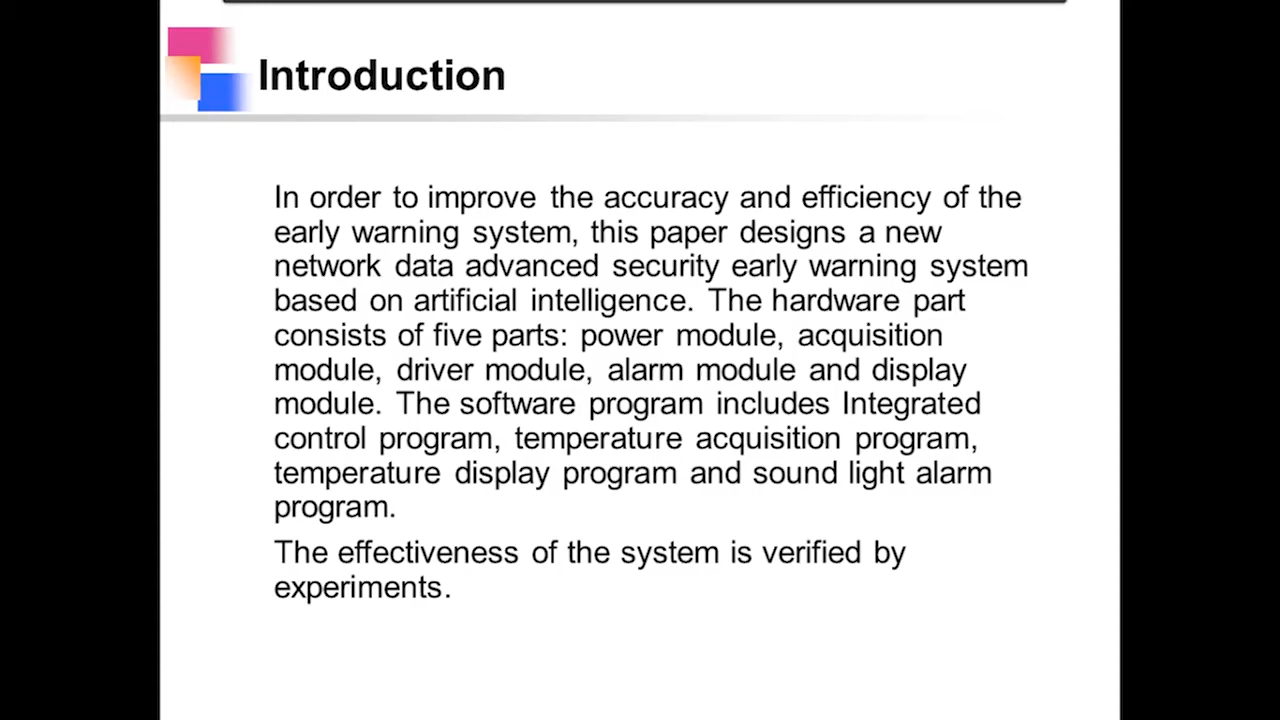 Introduction
In order to improve the accuracy and efficiency of the
early warning system, this paper designs a new
network data advanced security early warning system
based on artificial intelligence. The hardware part
consists of five parts: power module, acquisition
module, driver module, alarm module and display
module. The software program includes Integrated
control program, temperature acquisition program,
temperature display program and sound light alarm
program.
The effectiveness of the system is verified by
experiments.